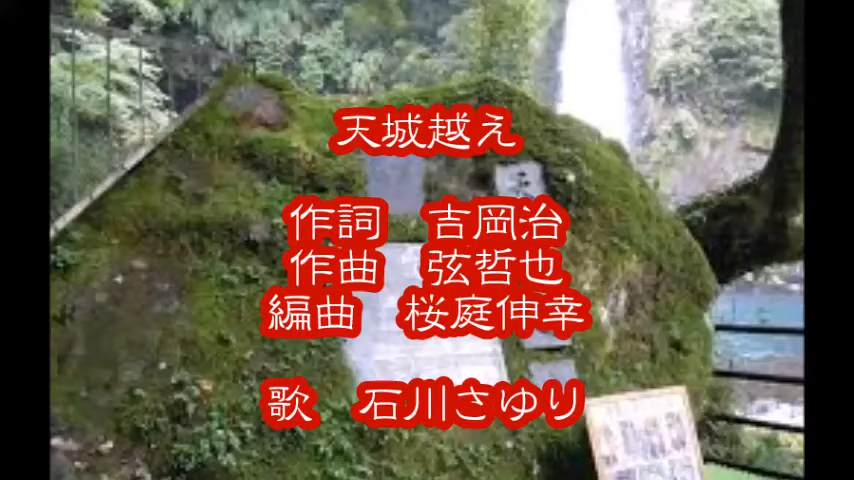 天城越え
作詞　吉岡治
作曲　弦哲也
編曲　桜庭伸幸
歌　石川さゆり